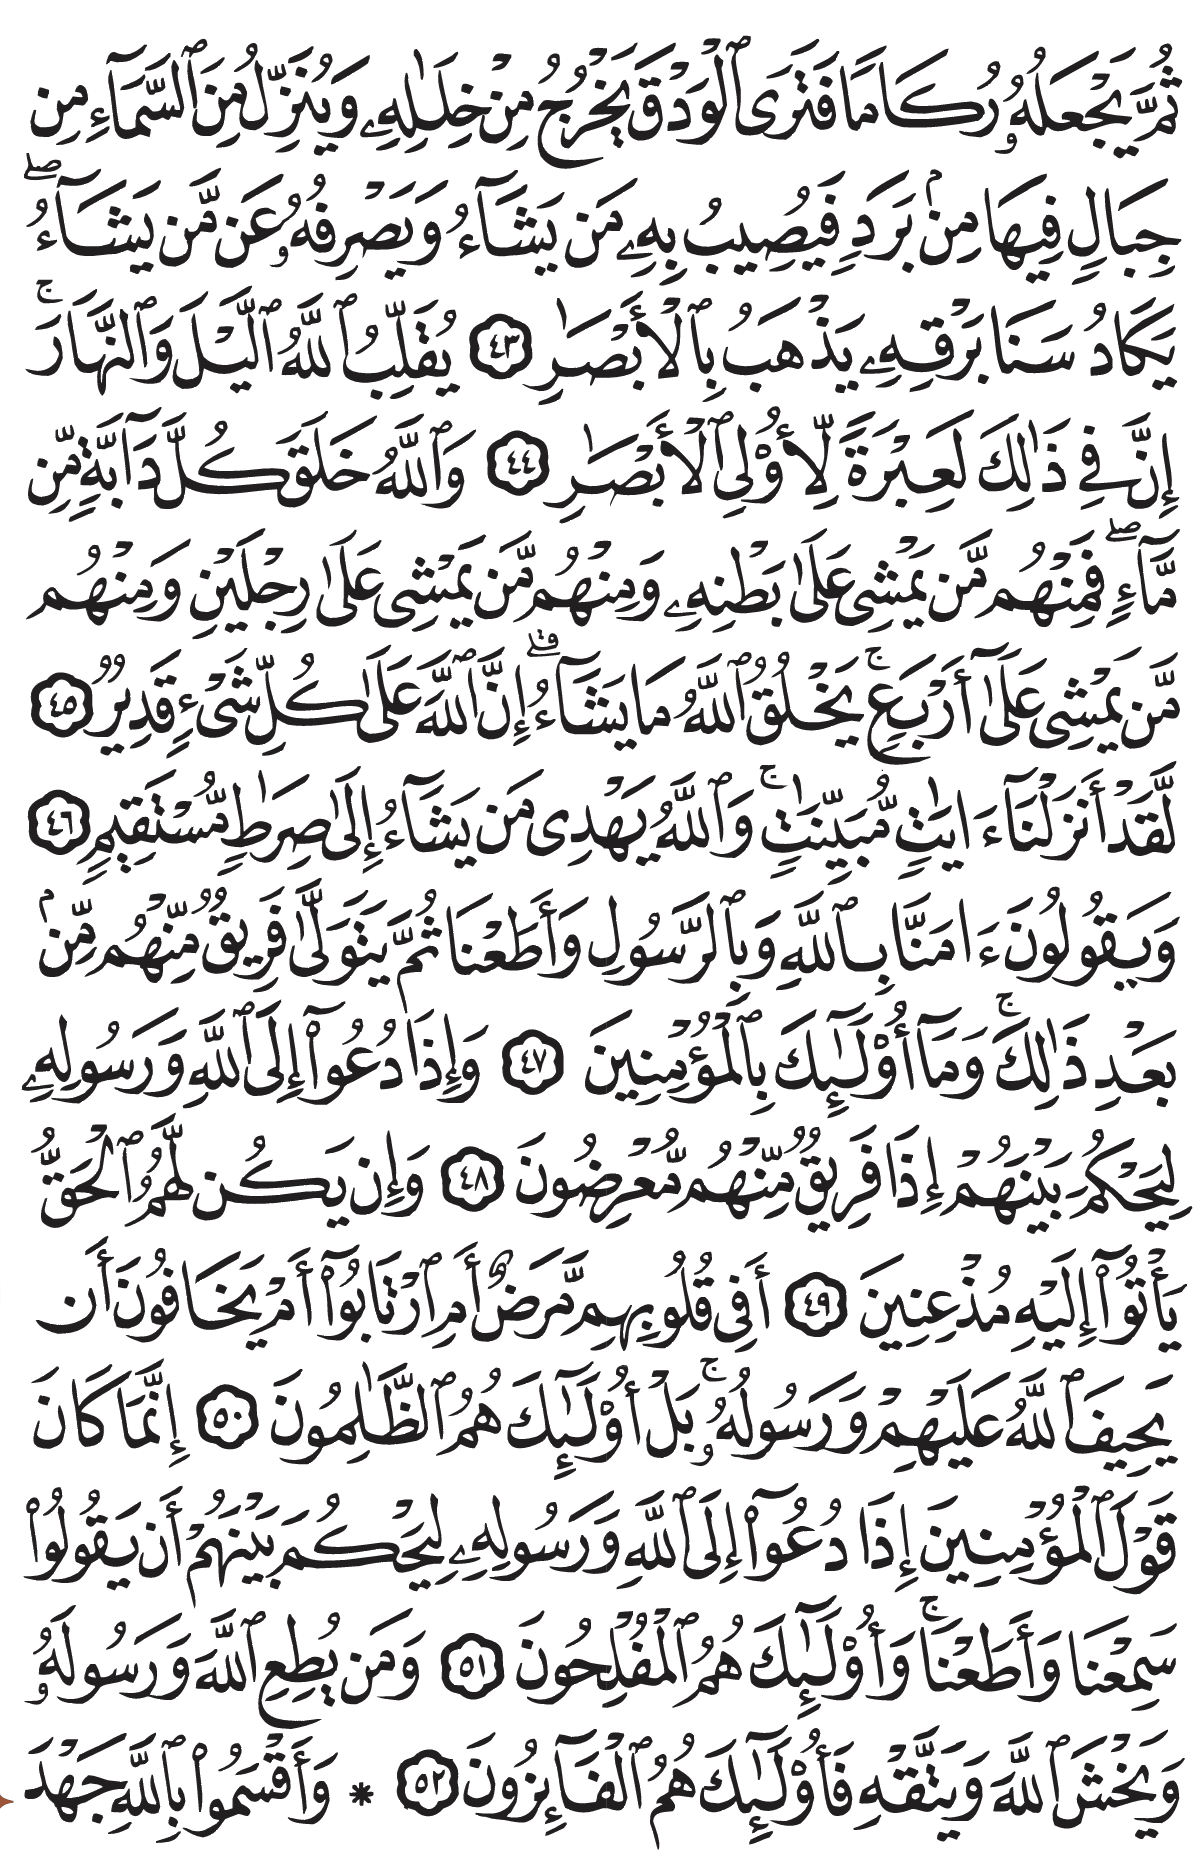 ثُمَّ يَجْعَلُهُۥ رُكَامًا فَتَرَى ٱلْوَدْقَ يَخْرُجُ مِنْ خِلَـٰلِهِۦ وَيُنَزِّلُ مِنَ ٱلسَّمَآءِ مِن
جِبَالٍ فِيهَا مِنۢ بَرَدٍ فَيُصِيبُ بِهِۦ مَن يَشَآءُ وَيَصْرِفُهُۥ عَن مَّن يَشَآءُ ۖ
يَكَادُ سَنَا بَرْقِهِۦ يَذْهَبُ بِٱلْأَبْصَـٰرِ ٤٣ يُقَلِّبُ ٱللَّهُ ٱلَّيْلَ وَٱلنَّهَارَ ۚ
إِنَّ فِى ذَٰلِكَ لَعِبْرَةً لِّأُو۟لِى ٱلْأَبْصَـٰرِ ٤٤ وَٱللَّهُ خَلَقَ كُلَّ دَآبَّةٍ مِّن
مَّآءٍ ۖ فَمِنْهُم مَّن يَمْشِى عَلَىٰ بَطْنِهِۦ وَمِنْهُم مَّن يَمْشِى عَلَىٰ رِجْلَيْنِ وَمِنْهُم
مَّن يَمْشِى عَلَىٰٓ أَرْبَعٍ ۚ يَخْلُقُ ٱللَّهُ مَا يَشَآءُ ۗ إِنَّ ٱللَّهَ عَلَىٰ كُلِّ شَىْءٍ قَدِيرٌ ٤٥
لَّقَدْ أَنزَلْنَآ ءَايَـٰتٍ مُّبَيِّنَـٰتٍ ۚ وَٱللَّهُ يَهْدِى مَن يَشَآءُ إِلَىٰ صِرَٰطٍ مُّسْتَقِيمٍ ٤٦
وَيَقُولُونَ ءَامَنَّا بِٱللَّهِ وَبِٱلرَّسُولِ وَأَطَعْنَا ثُمَّ يَتَوَلَّىٰ فَرِيقٌ مِّنْهُم مِّنۢ
بَعْدِ ذَٰلِكَ ۚ وَمَآ أُو۟لَـٰٓئِكَ بِٱلْمُؤْمِنِينَ ٤٧ وَإِذَا دُعُوٓا۟ إِلَى ٱللَّهِ وَرَسُولِهِۦ
لِيَحْكُمَ بَيْنَهُمْ إِذَا فَرِيقٌ مِّنْهُم مُّعْرِضُونَ ٤٨ وَإِن يَكُن لَّهُمُ ٱلْحَقُّ
يَأْتُوٓا۟ إِلَيْهِ مُذْعِنِينَ ٤٩ أَفِى قُلُوبِهِم مَّرَضٌ أَمِ ٱرْتَابُوٓا۟ أَمْ يَخَافُونَ أَن
يَحِيفَ ٱللَّهُ عَلَيْهِمْ وَرَسُولُهُۥ ۚ بَلْ أُو۟لَـٰٓئِكَ هُمُ ٱلظَّـٰلِمُونَ ٥٠ إِنَّمَا كَانَ
قَوْلَ ٱلْمُؤْمِنِينَ إِذَا دُعُوٓا۟ إِلَى ٱللَّهِ وَرَسُولِهِۦ لِيَحْكُمَ بَيْنَهُمْ أَن يَقُولُوا۟
سَمِعْنَا وَأَطَعْنَا ۚ وَأُو۟لَـٰٓئِكَ هُمُ ٱلْمُفْلِحُونَ ٥١ وَمَن يُطِعِ ٱللَّهَ وَرَسُولَهُۥ
وَيَخْشَ ٱللَّهَ وَيَتَّقْهِ فَأُو۟لَـٰٓئِكَ هُمُ ٱلْفَآئِزُونَ ٥٢ * وَأَقْسَمُوا۟ بِٱللَّهِ جَهْدَ